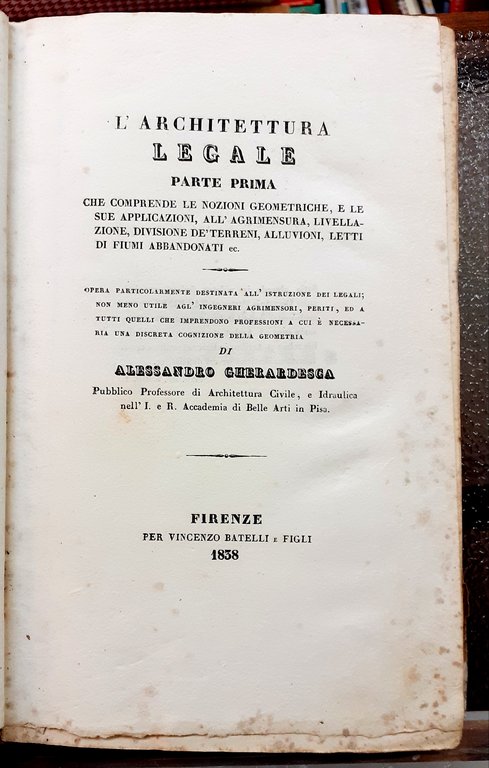 L'ARCHITETTURA
LEGALE
PARTE PRIMA
CHE COMPRENDE LE NOZIONI GEOMETRICHE, E LE
SUE APPLICAZIONI, ALL'AGRIMENSURA, LIVELLA-
ZIONE, DIVISIONE DE' TERRENI, ALLUVIONI, LETTI
DI FIUMI ABBANDONATI ec.
OPERA PARTICOLARMENTE DESTINATA ALL'ISTRUZIONE DEI LEGALI;
NON MENO UTILE AGL'INGEGNERI AGRIMENSORI, PERITI, ED A
TUTTI QUELLI CHE IMPRENDONO PROFESSIONI A CUI È NECESSA-
RIA UNA DISCRETA COGNIZIONE DELLA GEOMETRIA
DI
ALESSANDRO GHERARDESCA
Pubblico Professore di Architettura Civile, e Idraulica
nell'I. e R. Accademia di Belle Arti in Pisa.
FIRENZE
PER VINCENZO BATELLI E FIGLI
1838